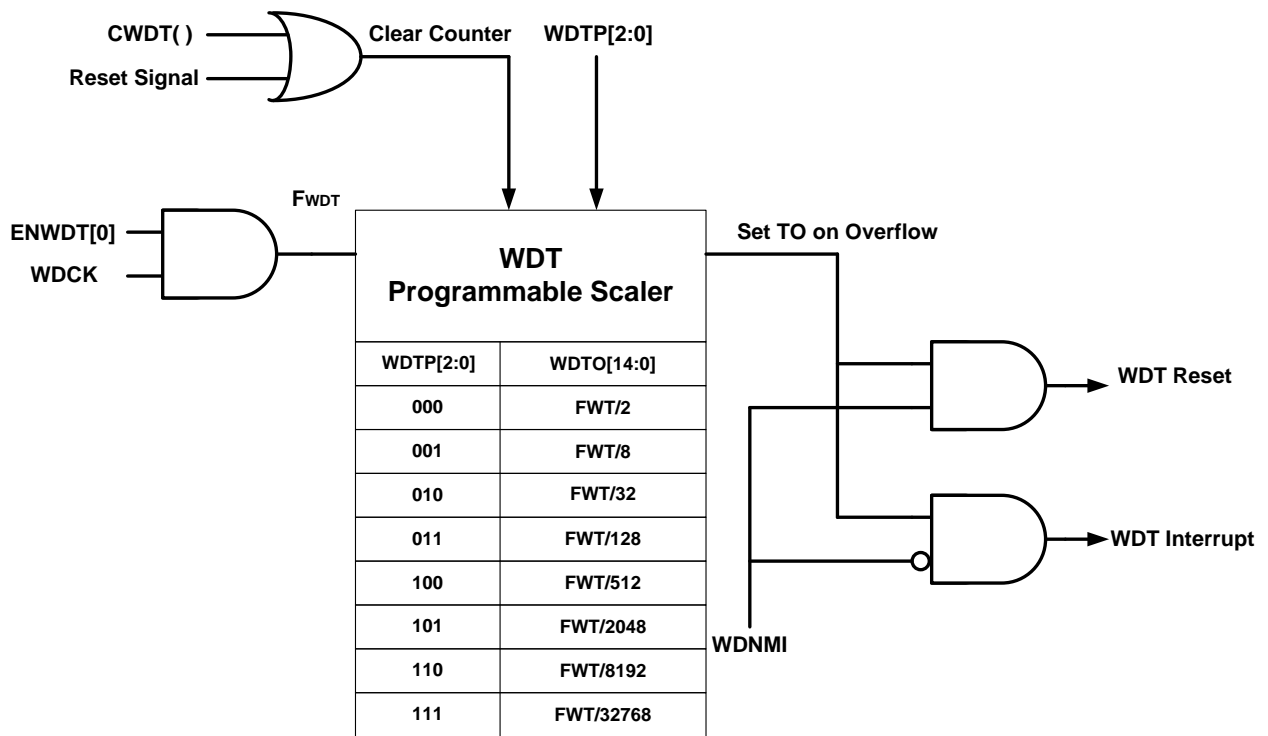 CWDT( )
Clear Counter
WDTP[2:0]
Reset Signal
FWDT
ENWDT[0]
WDCK
WDT
Programmable Scaler
Set TO on Overflow
WDTP[2:0] WDTO[14:0]
000 FWT/2
001 FWT/8
010 FWT/32
011 FWT/128
100 FWT/512
101 FWT/2048
110 FWT/8192
111 FWT/32768
WDT Reset
WDT Interrupt
WDNMI